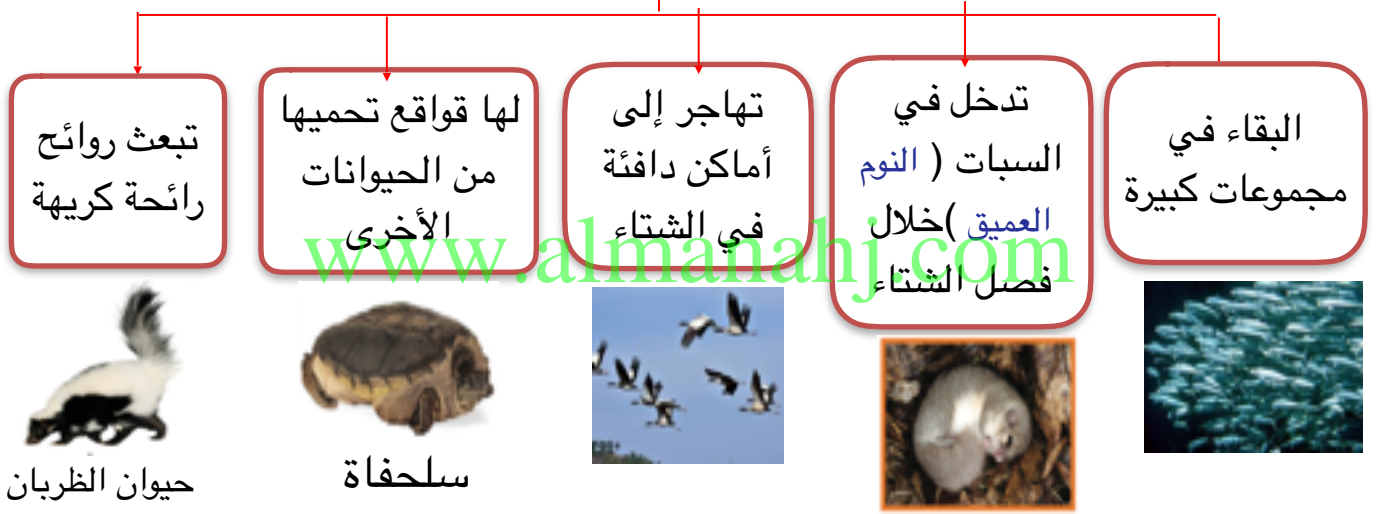 البقاء في
مجموعات كبيرة
تدخل في
السبات ( النوم
العميق )خلال
فصل الشتاء
تهاجر إلى
أماكن دافئة
في الشتاء
لها قواقع تحميها
من الحيوانات
الأخرى
تبعث روائح
رائحة كريهة
www.almanahj.com
سلحفاة
حيوان الظربان